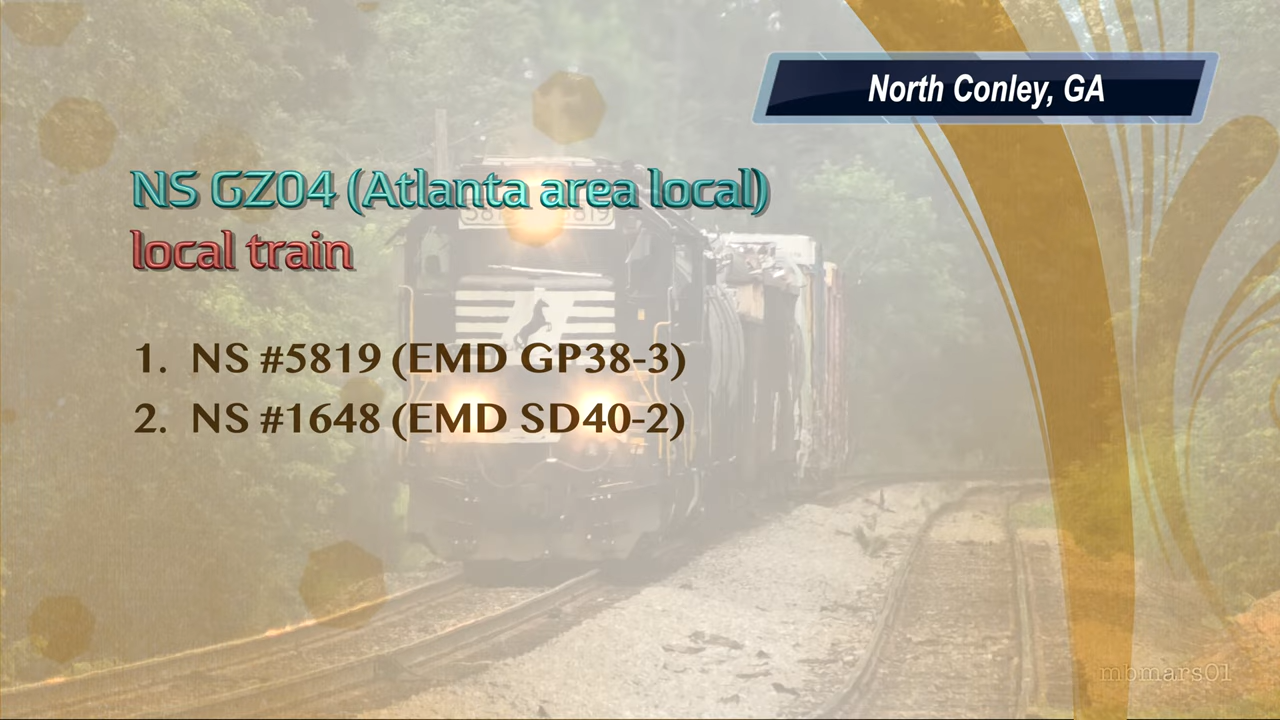 North Conley, GA
NS GZ04 (Atlanta area local)
local train
1. NS #5819 (EMD GP38-3)
2. NS #1648 (EMD SD40-2)
5819
mbmars01